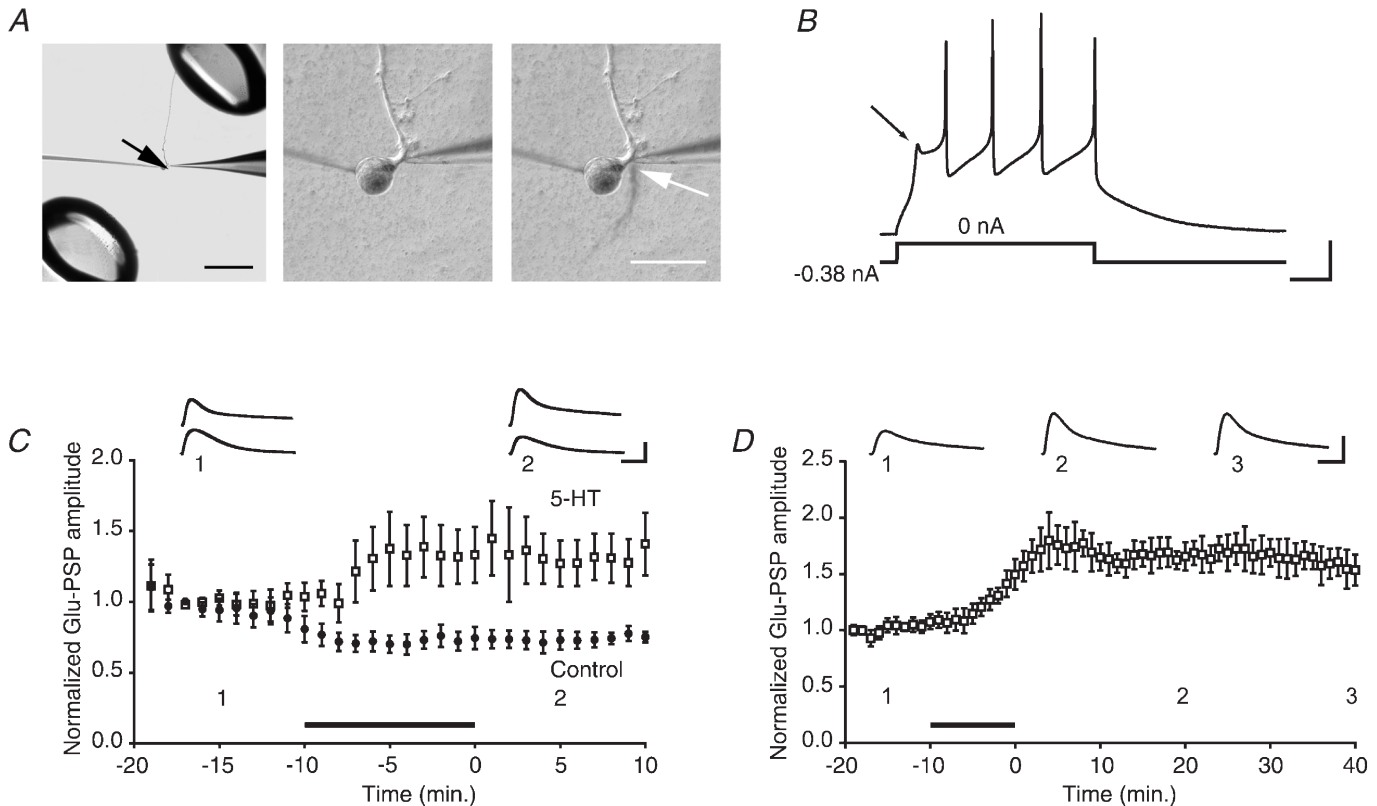 A
B
0 nA
-0.38 nA
C
1
2
2.0
1.5
1.0
0.5
0.0
5-HT
Control
1
2
-20
-15
-10
-5
0
5
10
Time (min.)
Normalized Glu-PSP amplitude
D
1
2
3
2.5
2.0
1.5
1.0
0.5
0.0
1
2
3
-20
-10
0
10
20
30
40
Time (min.)
Normalized Glu-PSP amplitude